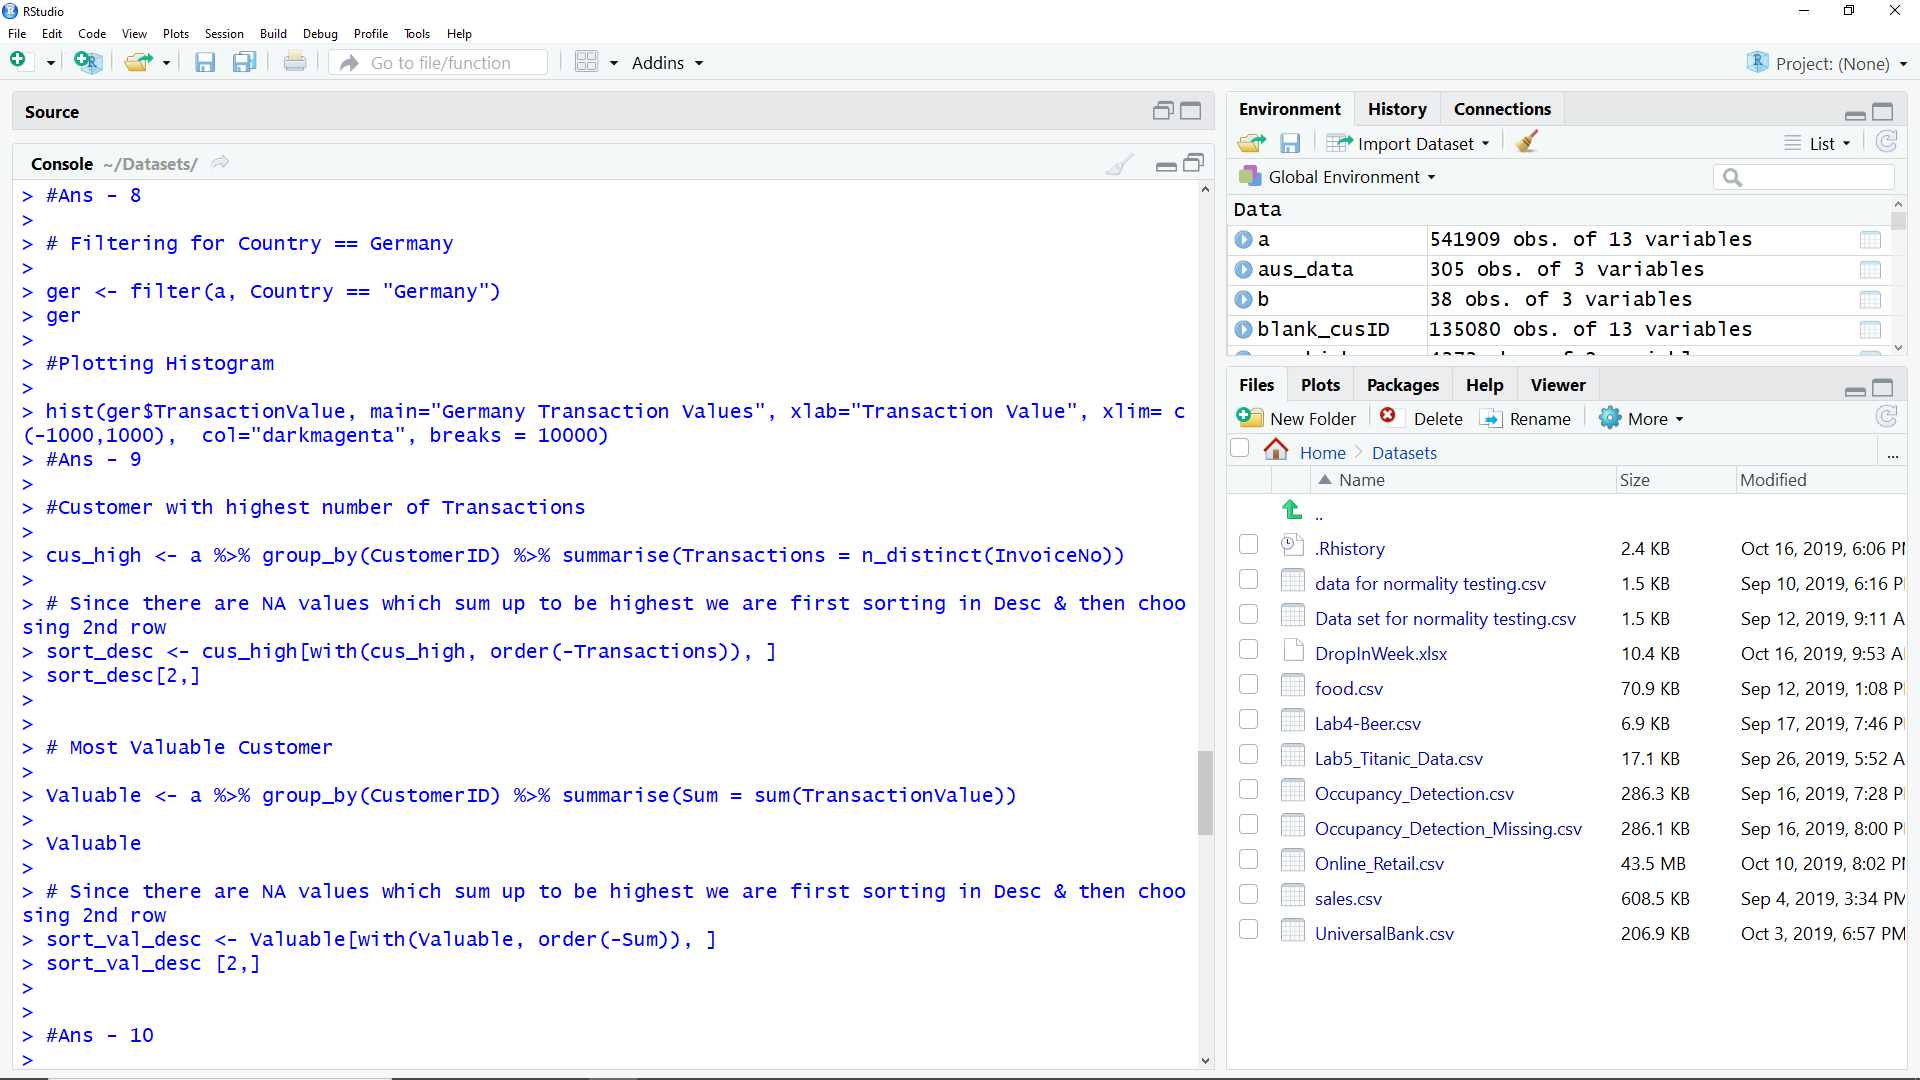 RStudio
File Edit Code View Plots Session Build Debug Profile Tools Help
Go to file/function Addins Project: (None)
Source
Console ~/Datasets/
> #Ans - 8
>
> # Filtering for Country == Germany
>
> ger <- filter(a, Country == "Germany")
> ger
>
> #Plotting Histogram
>
> hist(ger$TransactionValue, main="Germany Transaction Values", xlab="Transaction Value", xlim= c
(-1000,1000),  col="darkmagenta", breaks = 10000)
> #Ans - 9
>
> #Customer with highest number of Transactions
>
> cus_high <- a %>% group_by(CustomerID) %>% summarise(Transactions = n_distinct(InvoiceNo))
>
> # Since there are NA values which sum up to be highest we are first sorting in Desc & then choo
sing 2nd row
> sort_desc <- cus_high[with(cus_high, order(-Transactions)), ]
> sort_desc[2,]
>
>
> # Most Valuable Customer
>
> Valuable <- a %>% group_by(CustomerID) %>% summarise(Sum = sum(TransactionValue))
>
> Valuable
>
> # Since there are NA values which sum up to be highest we are first sorting in Desc & then choo
sing 2nd row
> sort_val_desc <- Valuable[with(Valuable, order(-Sum)), ]
> sort_val_desc [2,]
>
>
> #Ans - 10
>
Environment History Connections
Import Dataset List
Global Environment
Data
a 541909 obs. of 13 variables
aus_data 305 obs. of 3 variables
b 38 obs. of 3 variables
blank_cusID 135080 obs. of 13 variables
Files Plots Packages Help Viewer
New Folder Delete Rename More
Home Datasets ...
Name Size Modified
..
.Rhistory 2.4 KB Oct 16, 2019, 6:06 P
data for normality testing.csv 1.5 KB Sep 10, 2019, 6:16 P
Data set for normality testing.csv 1.5 KB Sep 12, 2019, 9:11 A
DropInWeek.xlsx 10.4 KB Oct 16, 2019, 9:53 A
food.csv 70.9 KB Sep 12, 2019, 1:08 P
Lab4-Beer.csv 6.9 KB Sep 17, 2019, 7:46 P
Lab5_Titanic_Data.csv 17.1 KB Sep 26, 2019, 5:52 A
Occupancy_Detection.csv 286.3 KB Sep 16, 2019, 7:28 P
Occupancy_Detection_Missing.csv 286.1 KB Sep 16, 2019, 8:00 P
Online_Retail.csv 43.5 MB Oct 10, 2019, 8:02 P
sales.csv 608.5 KB Sep 4, 2019, 3:34 PM
UniversalBank.csv 206.9 KB Oct 3, 2019, 6:57 PM